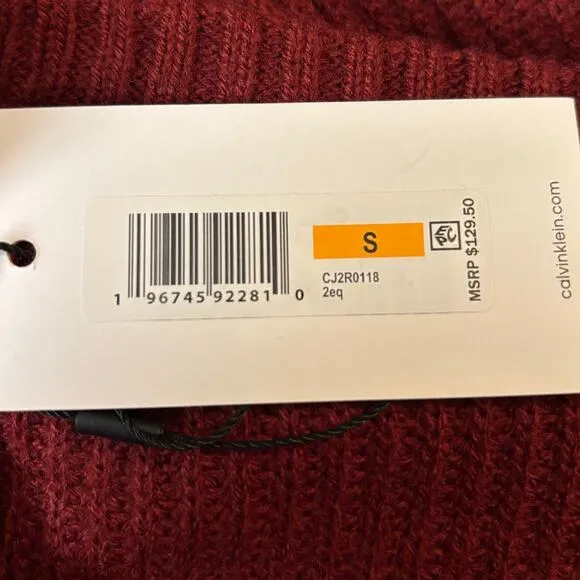 1 96745 92281 0
S
CJ2R0118
2eq
MSRP $129.50
calvinklein.com